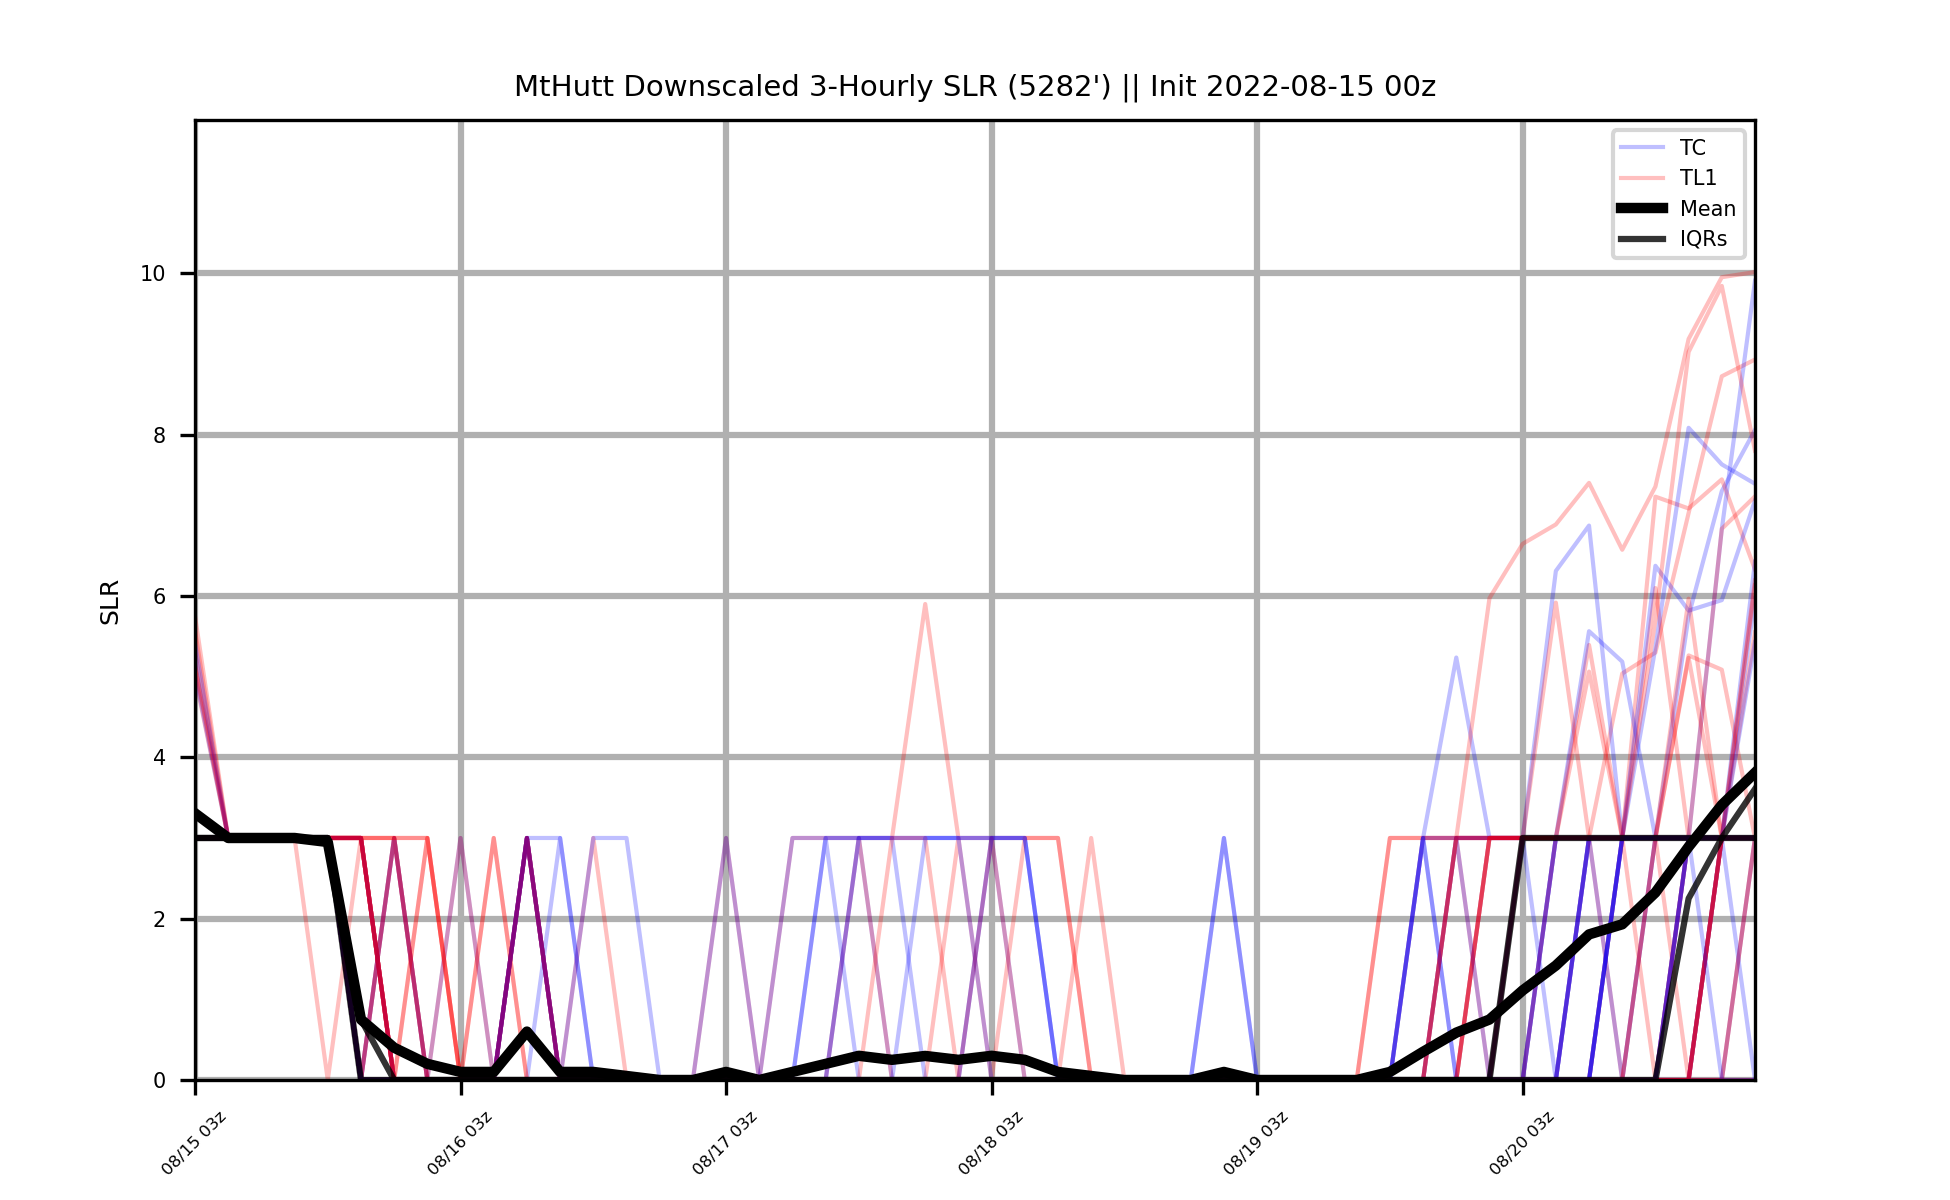 MtHutt Downscaled 3-Hourly SLR (5282') || Init 2022-08-15 00z
TC
TL1
Mean
IQRs
10
8
6
4
2
0
SLR
08/15 03z
08/16 03z
08/17 03z
08/18 03z
08/19 03z
08/20 03z